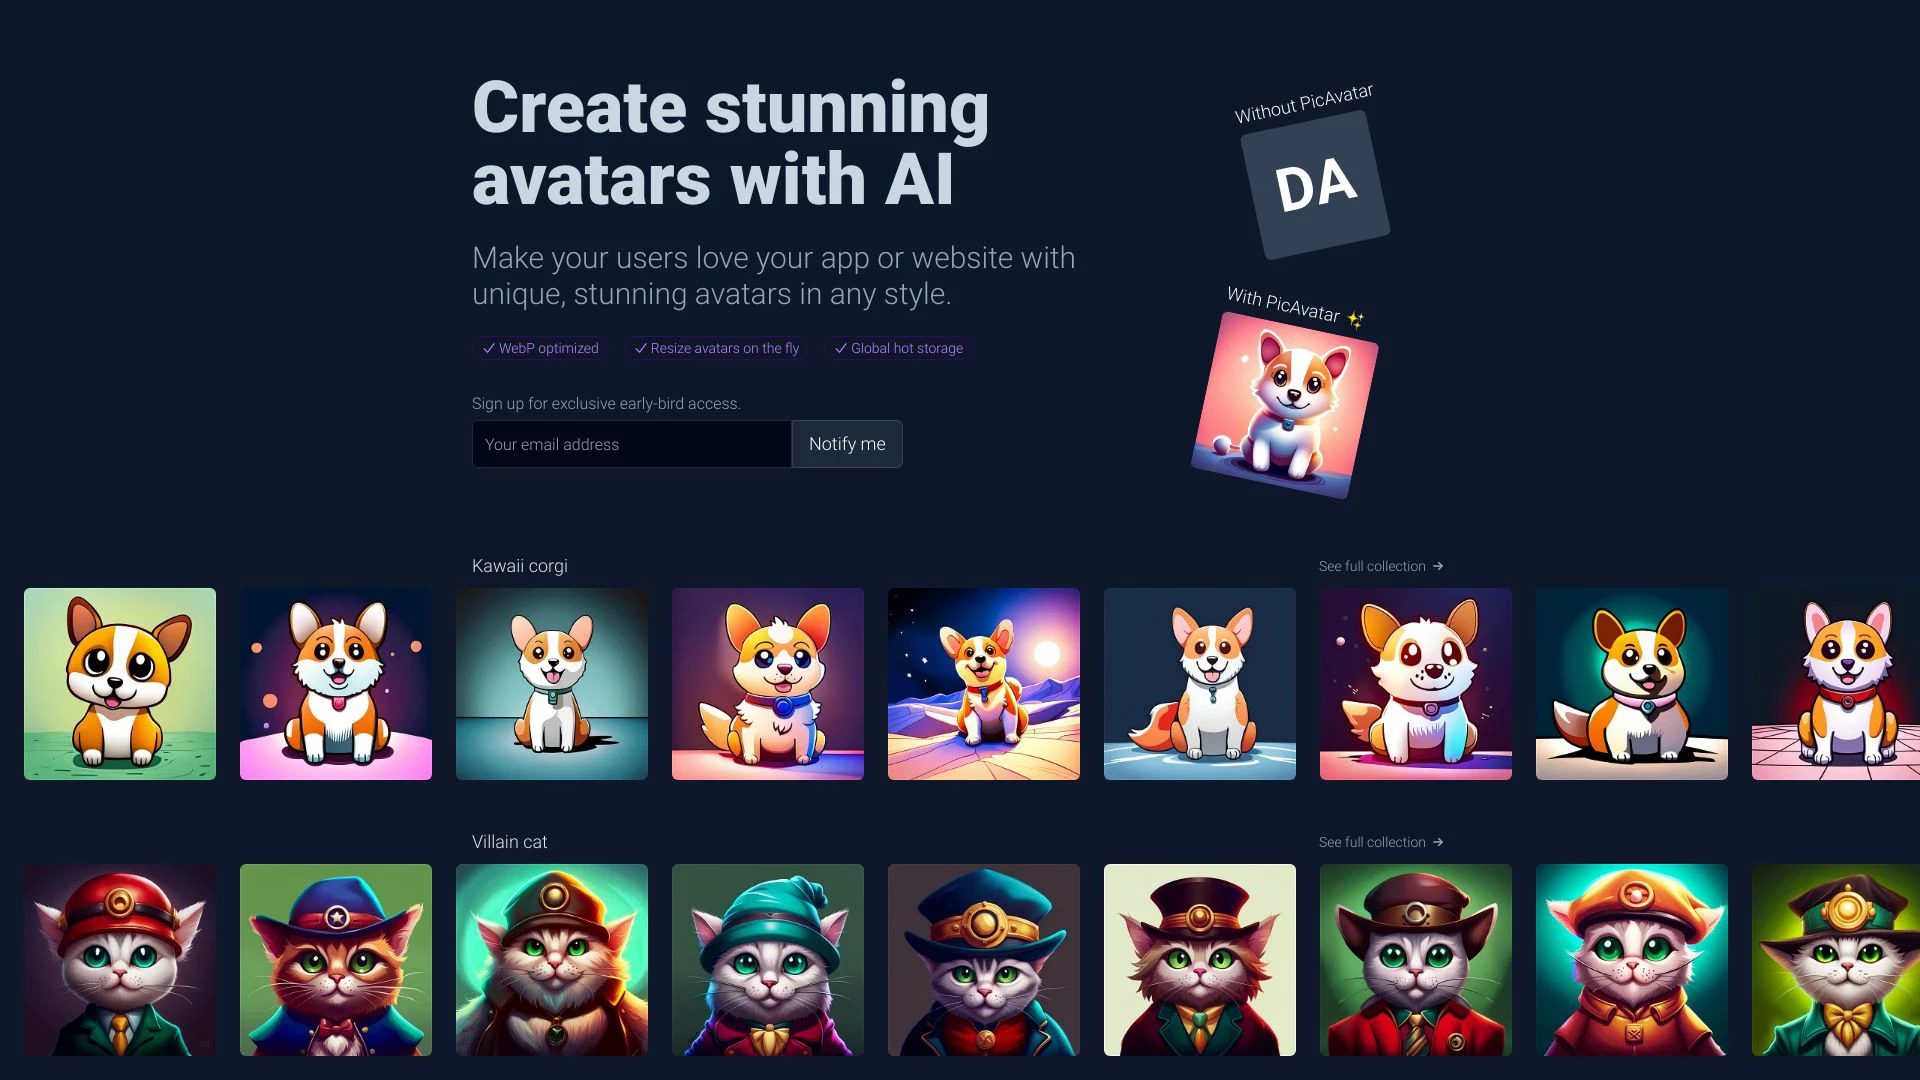 Create stunning
avatars with AI
Make your users love your app or website with
unique, stunning avatars in any style.
WebP optimized
Resize avatars on the fly
Global hot storage
Sign up for exclusive early-bird access.
Your email address
Notify me
Without PicAvatar
DA
With PicAvatar ✨
Kawaii corgi
See full collection →
Villain cat
See full collection →